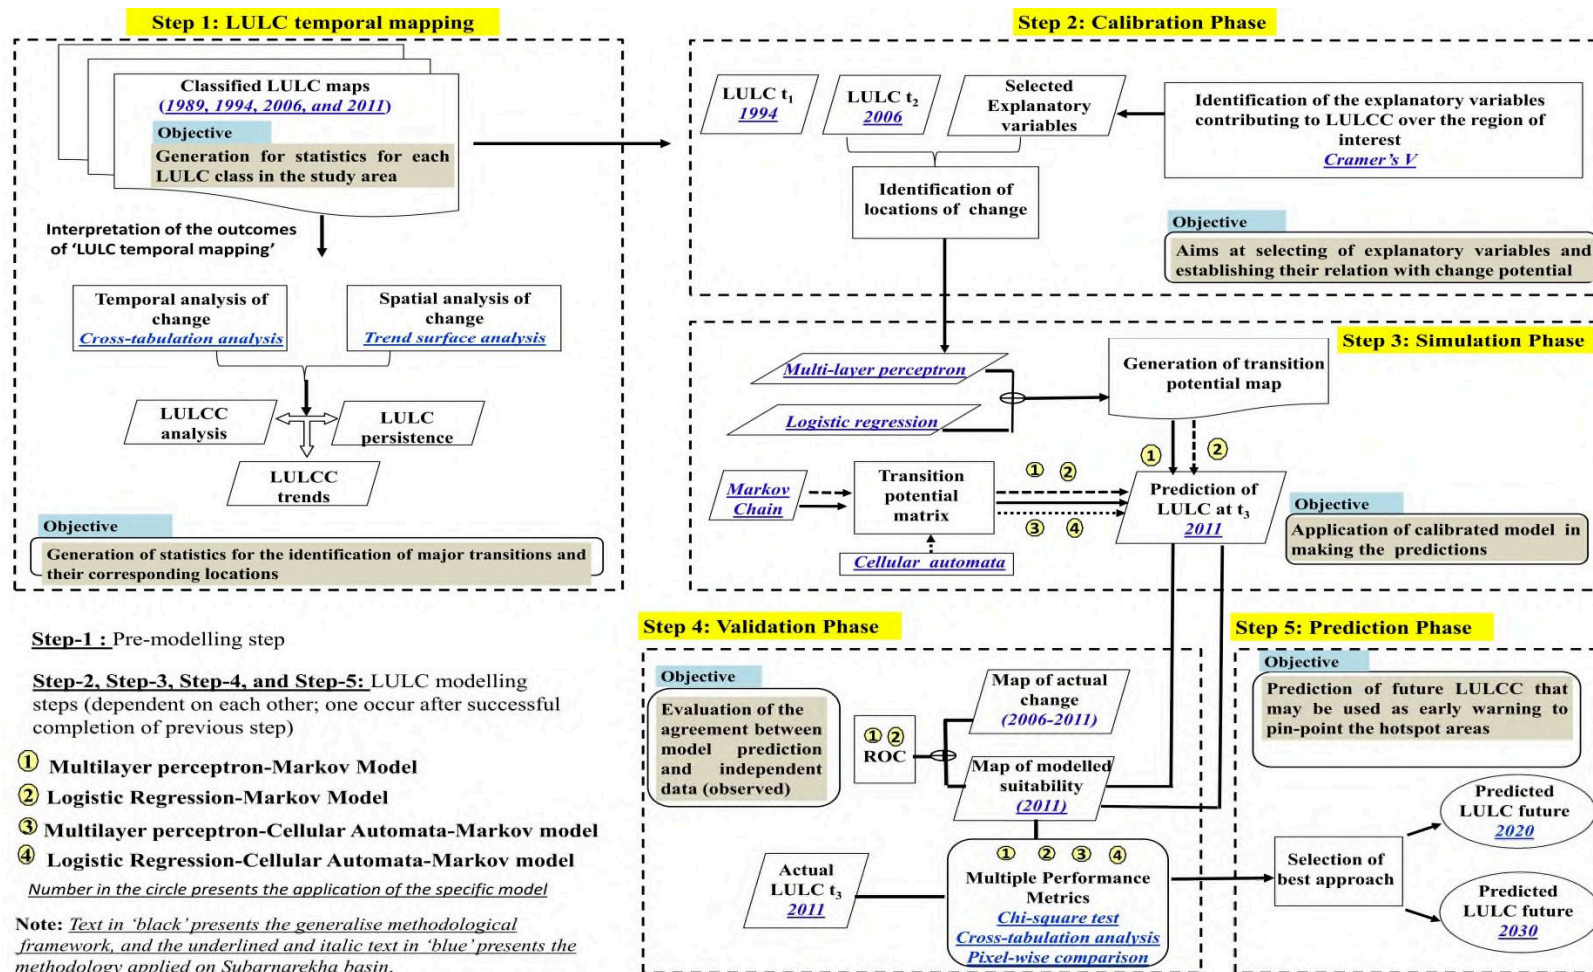 Step 1: LULC temporal mapping
Classified LULC maps
(1989, 1994, 2006, and 2011)
Objective
Generation for statistics for each
LULC class in the study area
Interpretation of the outcomes
of 'LULC temporal mapping'
Temporal analysis of
change
Cross-tabulation analysis
Spatial analysis of
change
Trend surface analysis
LULCC
analysis
LULC
persistence
LULCC
trends
Objective
Generation of statistics for the identification of major transitions and
their corresponding locations
Step 2: Calibration Phase
LULC t1
1994
LULC t2
2006
Selected
Explanatory
variables
Identification of the explanatory variables
contributing to LULCC over the region of
interest
Cramer's V
Identification of
locations of change
Objective
Aims at selecting of explanatory variables and
establishing their relation with change potential
Step 3: Simulation Phase
Multi-layer perceptron
Logistic regression
Generation of transition
potential map
1
2
Markov
Chain
Transition
potential
matrix
1 2
3 4
Cellular automata
Prediction of
LULC at t3
2011
Objective
Application of calibrated model in
making the predictions
Step 4: Validation Phase
Objective
Evaluation of the
agreement between
model prediction
and independent
data (observed)
1 2
ROC
Map of actual
change
(2006-2011)
Map of modelled
suitability
(2011)
Actual
LULC t3
2011
1 2 3 4
Multiple Performance
Metrics
Chi-square test
Cross-tabulation analysis
Pixel-wise comparison
Step 5: Prediction Phase
Objective
Prediction of future LULCC that
may be used as early warning to
pin-point the hotspot areas
Selection of
best approach
Predicted
LULC future
2020
Predicted
LULC future
2030
Step-1 : Pre-modelling step
Step-2, Step-3, Step-4, and Step-5: LULC modelling
steps (dependent on each other; one occur after successful
completion of previous step)
1 Multilayer perceptron-Markov Model
2 Logistic Regression-Markov Model
3 Multilayer perceptron-Cellular Automata-Markov model
4 Logistic Regression-Cellular Automata-Markov model
Number in the circle presents the application of the specific model
Note: Text in 'black' presents the generalise methodological
framework, and the underlined and italic text in 'blue' presents the
methodology applied on Subarnarekha basin.